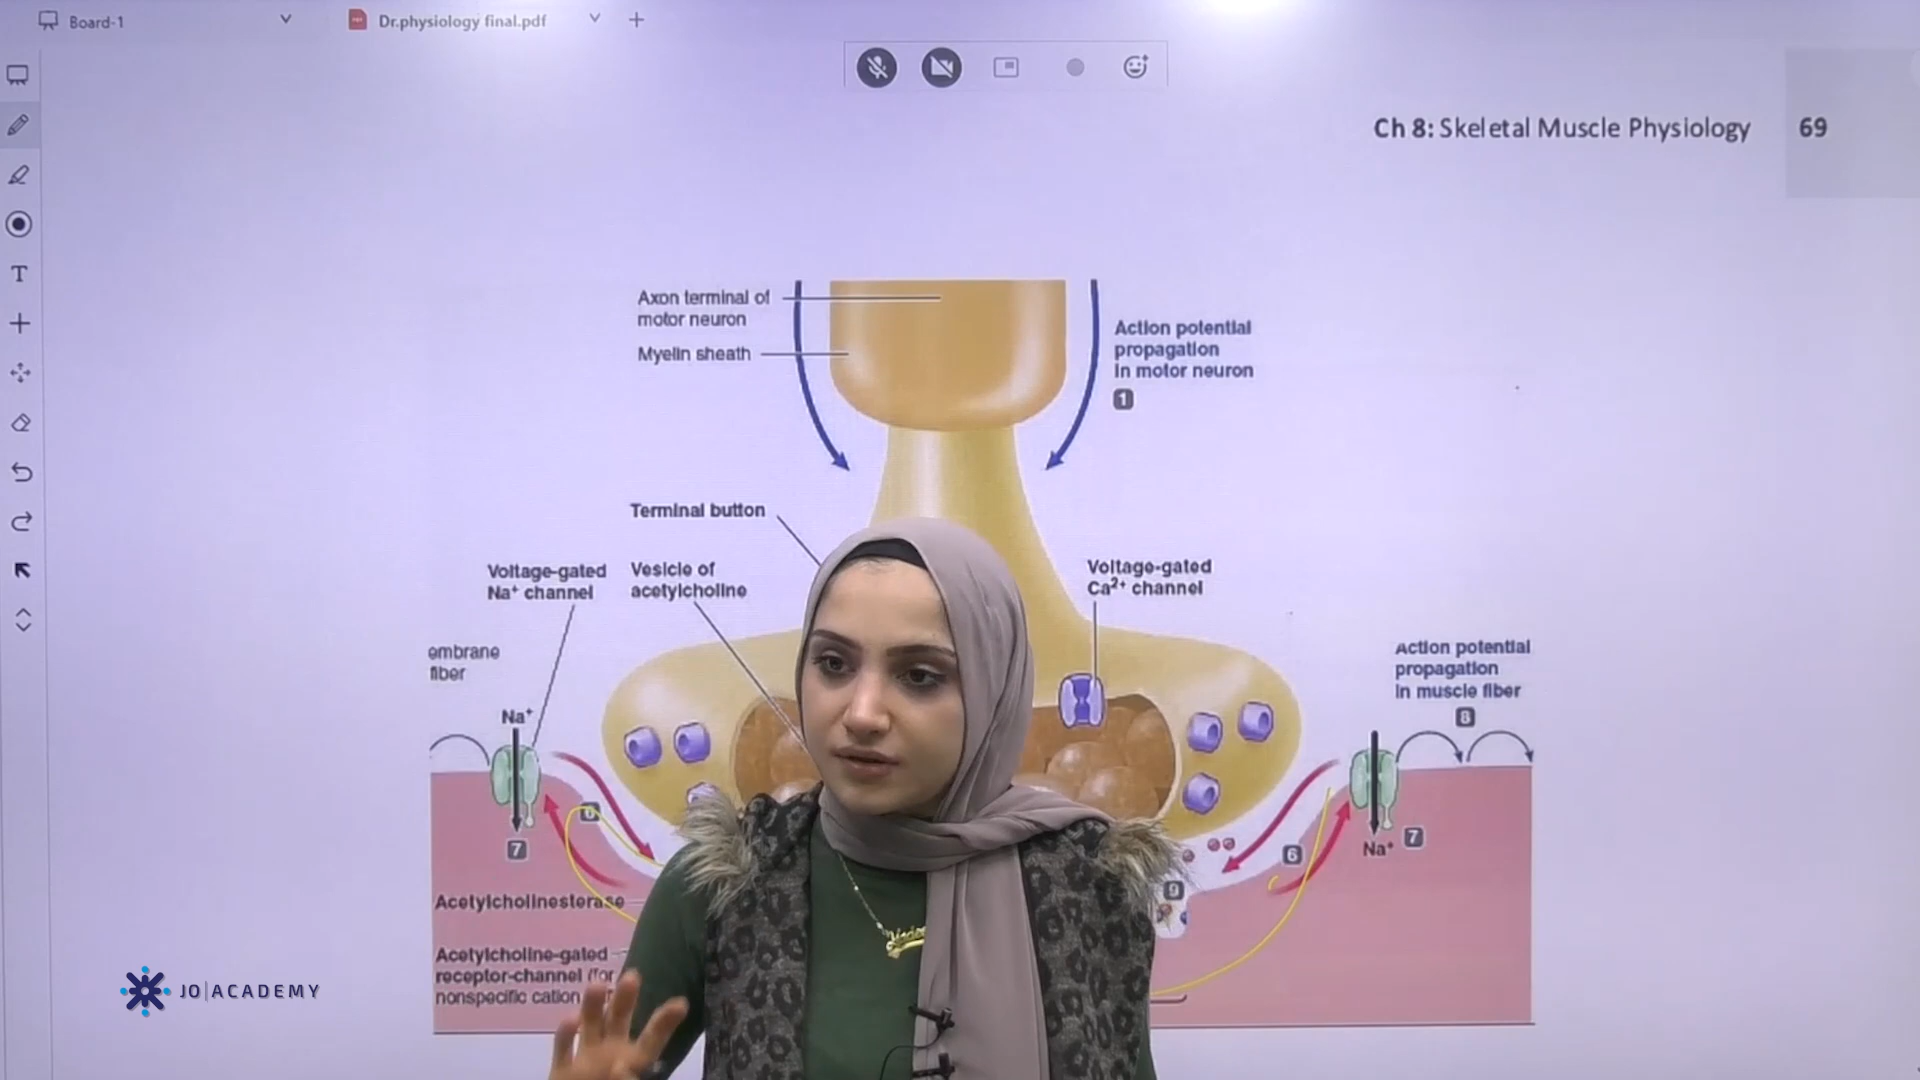 Board-1
Dr.physiology final.pdf
Ch 8: Skeletal Muscle Physiology 69
Axon terminal of
motor neuron
Myelin sheath
Action potential
propagation
in motor neuron
1
Terminal button
Voltage-gated
Na⁺ channel
Vesicle of
acetylcholine
Voltage-gated
Ca²⁺ channel
embrane
fiber
Action potential
propagation
in muscle fiber
8
Na⁺
6
7
6
Na⁺
7
9
Acetylcholinesterase
Acetylcholine-gated
receptor-channel (for
nonspecific cation
JO|ACADEMY
T